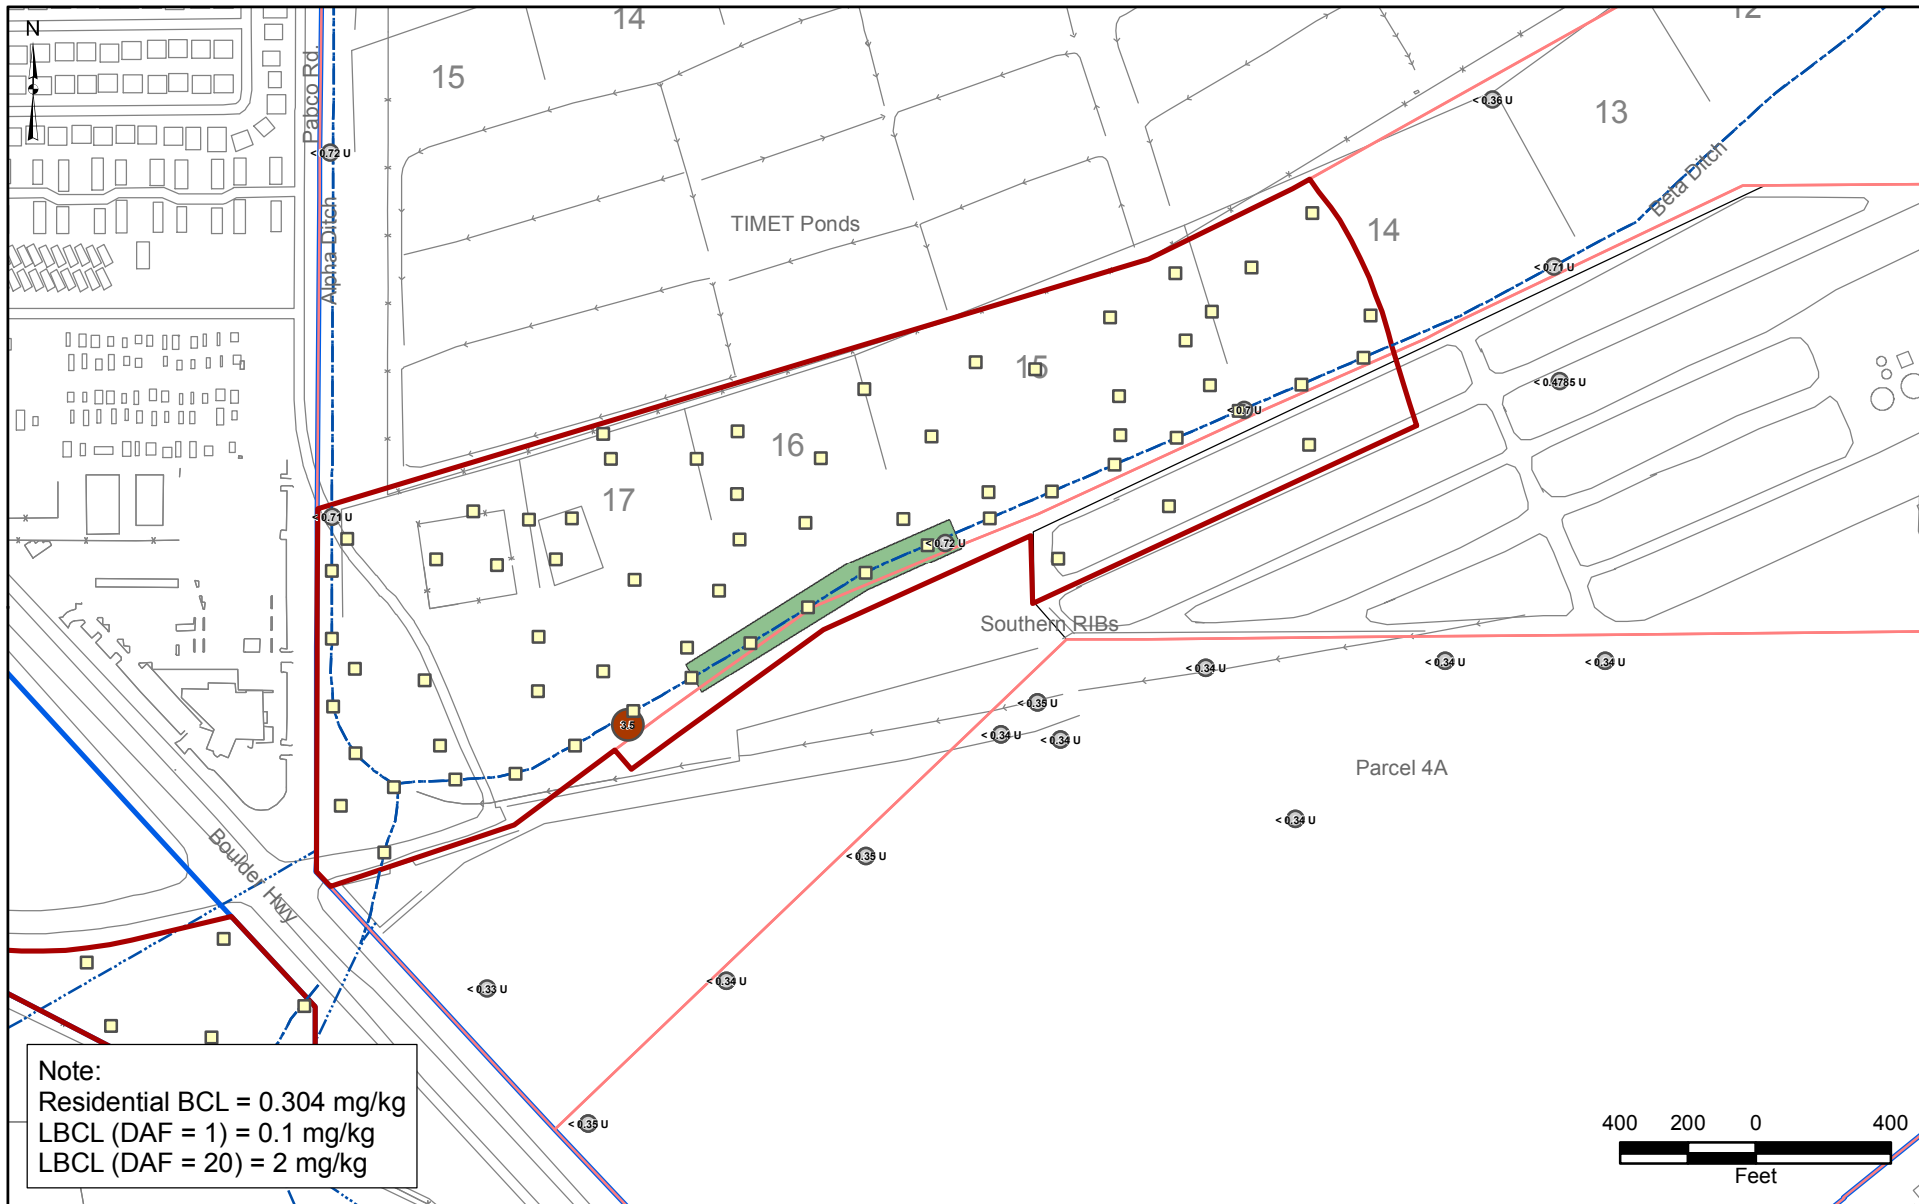 14
12
N
15
Pabco Rd.
< 0.36 U
13
< 0.72 U
Beta Ditch
Alpha Ditch
TIMET Ponds
14
< 0.71 U
15
< 0.4785 U
< 0.7 U
16
17
< 0.71 U
< 0.72 U
Southern RIBs
< 0.34 U
< 0.34 U
< 0.34 U
< 0.35 U
3.5
< 0.34 U
< 0.34 U
Parcel 4A
< 0.34 U
Boulder Hwy
< 0.35 U
< 0.34 U
< 0.33 U
< 0.35 U
Note:
Residential BCL = 0.304 mg/kg
LBCL (DAF = 1) = 0.1 mg/kg
LBCL (DAF = 20) = 2 mg/kg
400 200 0 400
Feet